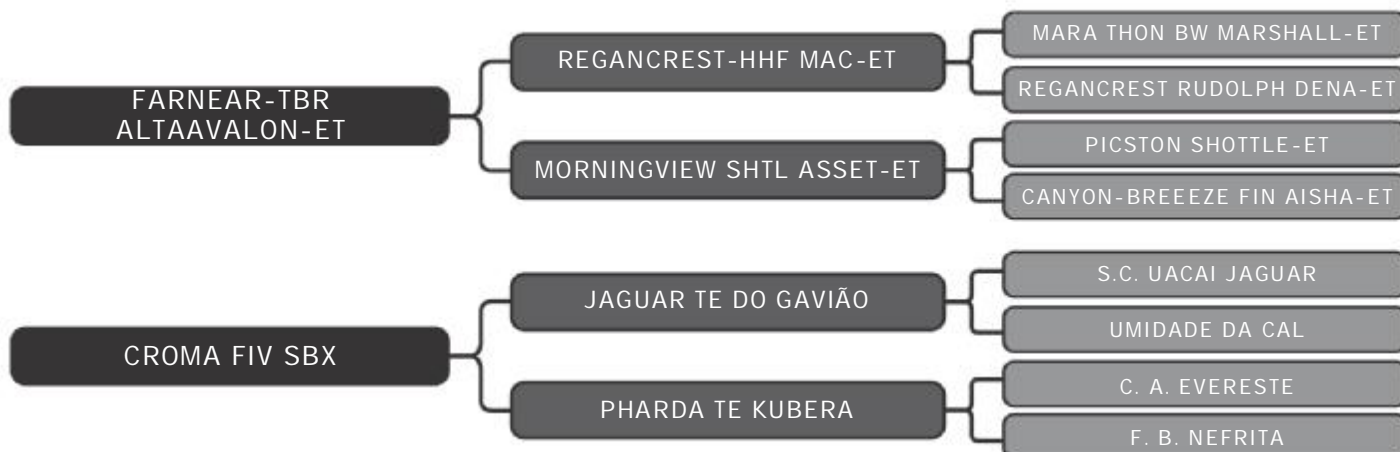 FARNEAR-TBR
ALTAAVALON-ET
REGANCREST-HHF MAC-ET
MARA THON BW MARSHALL-ET
REGANCREST RUDOLPH DENA-ET
MORNINGVIEW SHTL ASSET-ET
PICSTON SHOTTLE-ET
CANYON-BREEEZE FIN AISHA-ET
CROMA FIV SBX
JAGUAR TE DO GAVIÃO
S.C. UACAI JAGUAR
UMIDADE DA CAL
PHARDA TE KUBERA
C. A. EVERESTE
F. B. NEFRITA